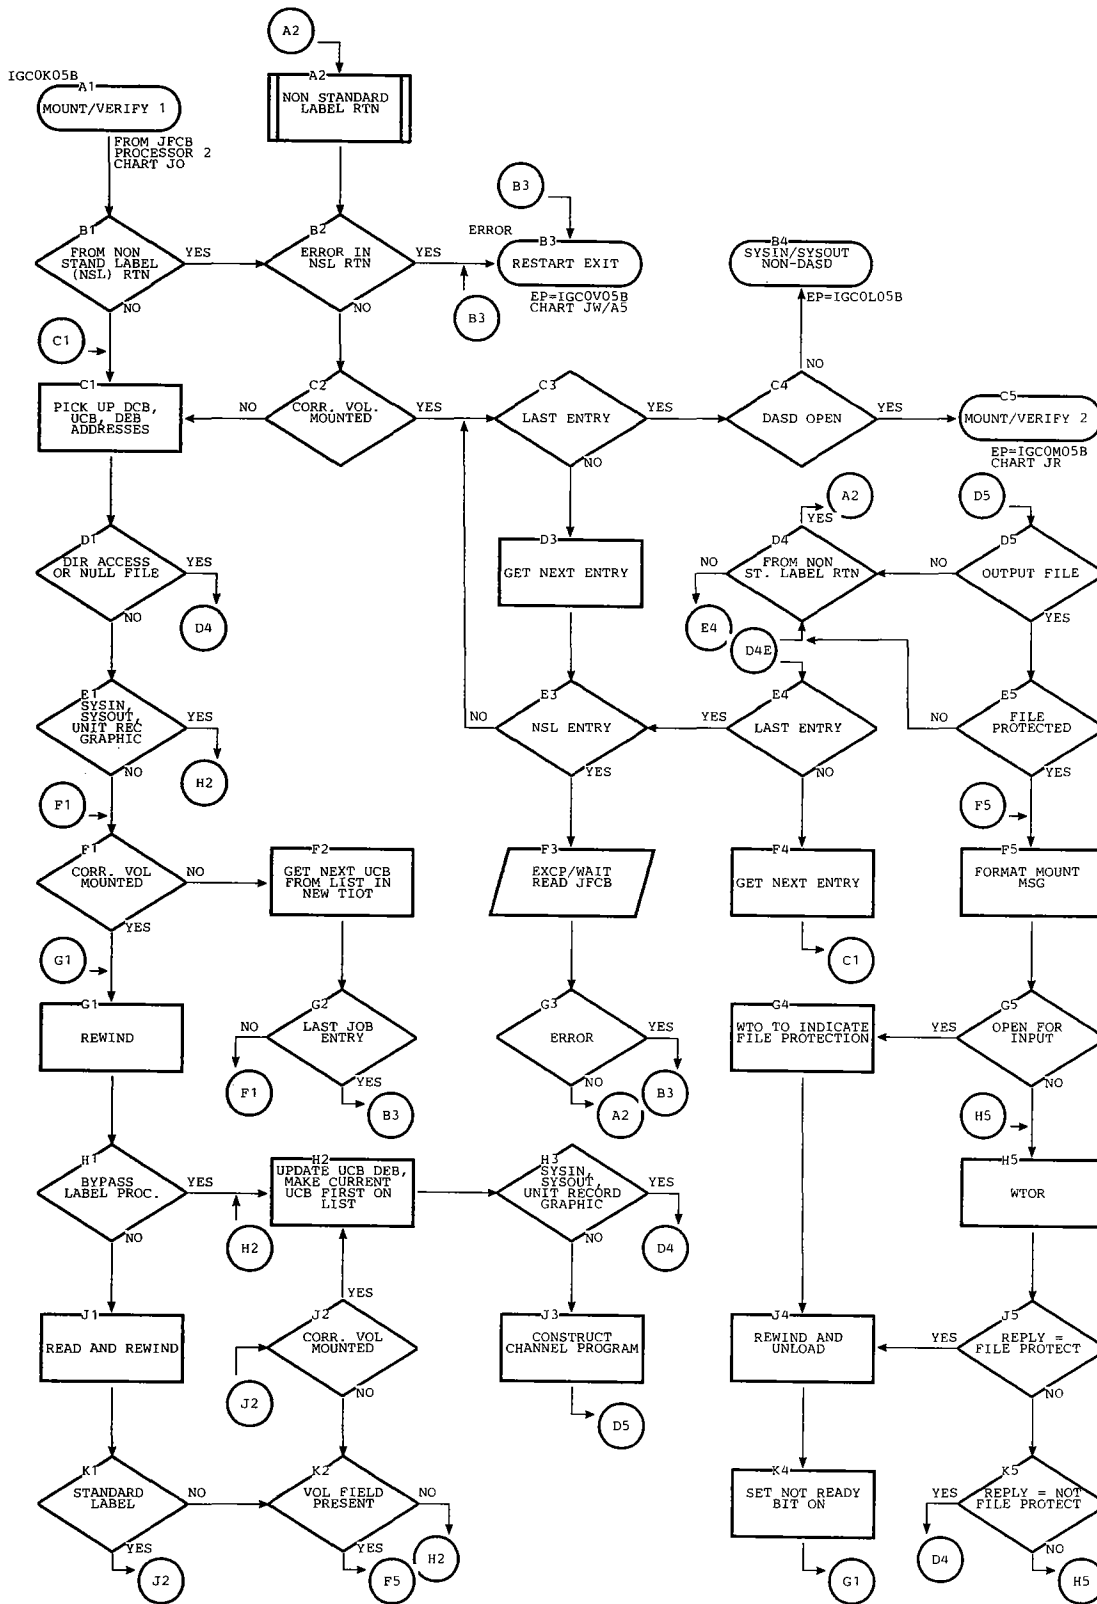 A2
IGC0K05B
A1
MOUNT/VERIFY 1
A2
NON STANDARD
LABEL RTN
FROM JFCB
PROCESSOR 2
CHART JO
B3
B1
FROM NON
STAND LABEL
(NSL) RTN
YES
NO
B2
ERROR IN
NSL RTN
YES
NO
ERROR
B3
RESTART EXIT
EP=IGC0V05B
CHART JW/A5
B3
B4
SYSIN/SYSOUT
NON-DASD
EP=IGC0L05B
C1
C1
PICK UP DCB,
UCB, DEB
ADDRESSES
NO
C2
CORR. VOL.
MOUNTED
YES
C3
LAST ENTRY
YES
NO
C4
DASD OPEN
NO
YES
C5
MOUNT/VERIFY 2
EP=IGC0M05B
CHART JR
A2
D5
D1
DIR ACCESS
OR NULL FILE
YES
NO
D4
D3
GET NEXT ENTRY
D4
FROM NON
ST. LABEL RTN
YES
NO
E4
D5
OUTPUT FILE
NO
YES
D4E
E1
SYSIN,
SYSOUT,
UNIT REC
GRAPHIC
YES
NO
H2
E3
NSL ENTRY
NO
YES
E4
LAST ENTRY
YES
NO
E5
FILE
PROTECTED
NO
YES
F1
F5
F1
CORR. VOL
MOUNTED
NO
YES
F2
GET NEXT UCB
FROM LIST IN
NEW TIOT
F3
EXCP/WAIT
READ JFCB
F4
GET NEXT ENTRY
C1
F5
FORMAT MOUNT
MSG
G1
G1
REWIND
G2
LAST JOB
ENTRY
NO
YES
F1
B3
G3
ERROR
YES
NO
A2
B3
G4
WTO TO INDICATE
FILE PROTECTION
G5
OPEN FOR
INPUT
YES
NO
H5
H1
BYPASS
LABEL PROC.
YES
NO
H2
H2
UPDATE UCB DEB,
MAKE CURRENT
UCB FIRST ON
LIST
H3
SYSIN,
SYSOUT,
UNIT RECORD
GRAPHIC
YES
NO
D4
H5
WTOR
J1
READ AND REWIND
J2
CORR. VOL
MOUNTED
YES
NO
J2
J3
CONSTRUCT
CHANNEL PROGRAM
D5
J4
REWIND AND
UNLOAD
J5
REPLY =
FILE PROTECT
YES
NO
K1
STANDARD
LABEL
NO
YES
J2
K2
VOL FIELD
PRESENT
NO
YES
F5
H2
K4
SET NOT READY
BIT ON
G1
K5
REPLY = NOT
FILE PROTECT
YES
NO
D4
H5